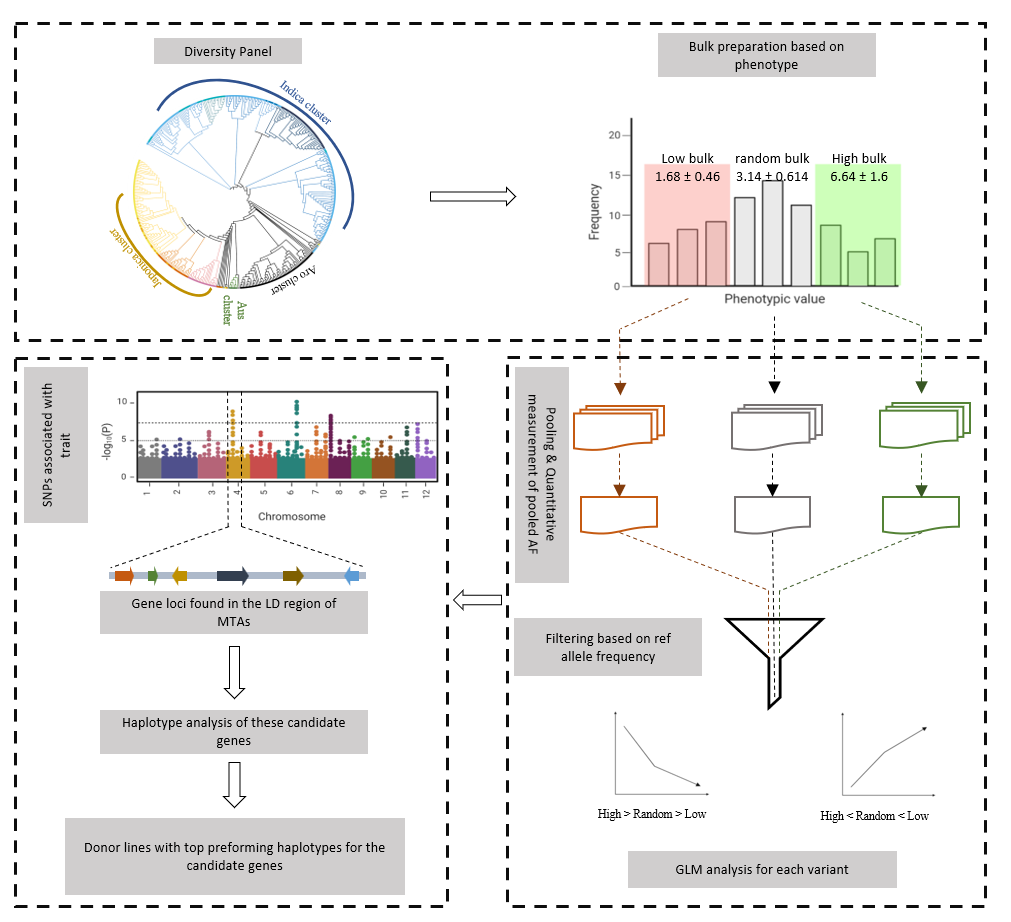 Diversity Panel
Indica cluster
Japonica cluster
Aus
cluster
Aro cluster
Bulk preparation based on
phenotype
Low bulk
1.68 ± 0.46
random bulk
3.14 ± 0.614
High bulk
6.64 ± 1.6
Frequency
20
15
10
5
0
Phenotypic value
Pooling & Quantitative
measurement of pooled AF
Filtering based on ref
allele frequency
High > Random > Low
High < Random < Low
GLM analysis for each variant
SNPs associated with
trait
-log10(P)
10
5
0
1 2 3 4 5 6 7 8 9 10 11 12
Chromosome
Gene loci found in the LD region of
MTAs
Haplotype analysis of these candidate
genes
Donor lines with top preforming haplotypes for the
candidate genes